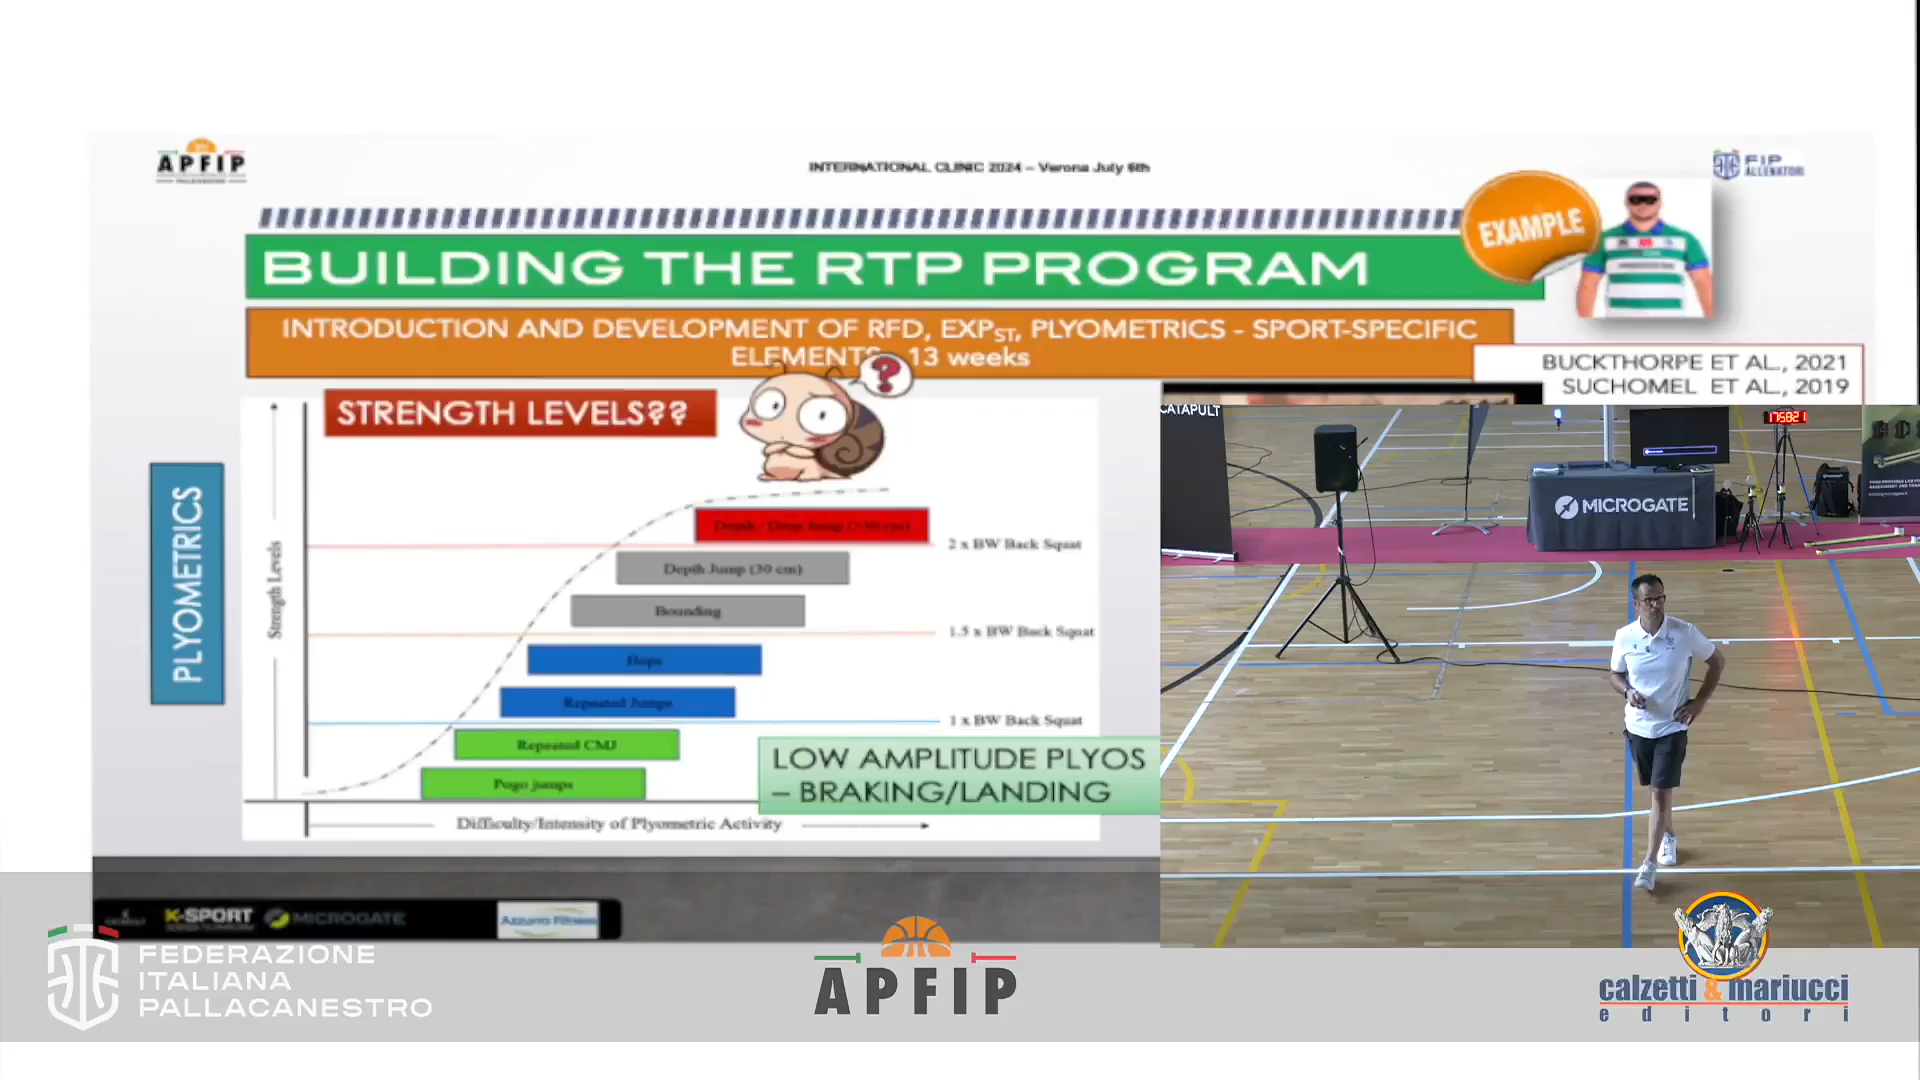 APFIP
INTERNATIONAL CLINIC 2024 – Verona July 6th
FIP
ALLENATORI
EXAMPLE
BUILDING THE RTP PROGRAM
INTRODUCTION AND DEVELOPMENT OF RFD, EXPST, PLYOMETRICS - SPORT-SPECIFIC
ELEMENTS 13 weeks
?
BUCKTHORPE ET AL., 2021
SUCHOMEL ET AL., 2019
STRENGTH LEVELS??
PLYOMETRICS
Strength Levels
Depth / Drop Jump
2 x BW Back Squat
Depth Jump (30 cm)
Bounding
1.5 x BW Back Squat
Hops
Repeated Jumps
1 x BW Back Squat
Repeated CMJ
Pogo jumps
LOW AMPLITUDE PLYOS
– BRAKING/LANDING
Difficulty/Intensity of Plyometric Activity
CATAPULT
175821
MICROGATE
K-SPORT
MICROGATE
Azzurro Fitness
FEDERAZIONE
ITALIANA
PALLACANESTRO
APFIP
calzetti & mariucci
editori